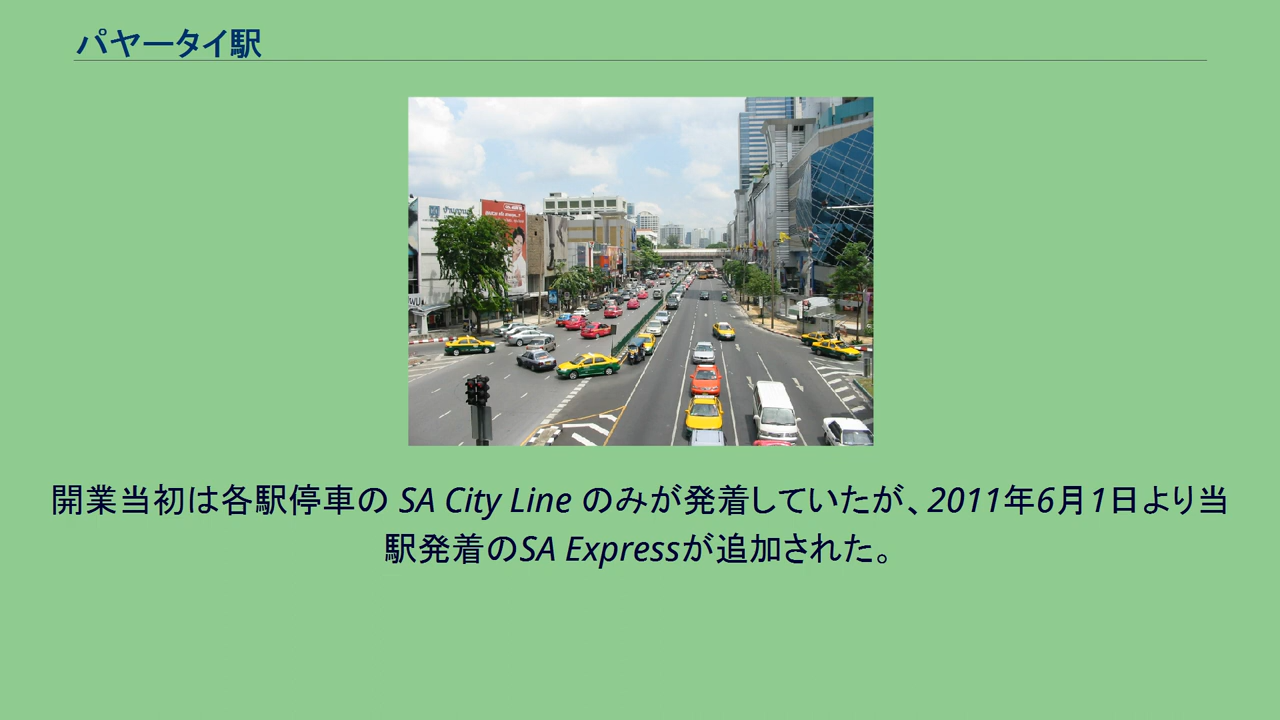 パヤータイ駅
開業当初は各駅停車の SA City Line のみが発着していたが、2011年6月1日より当
駅発着のSA Expressが追加された。